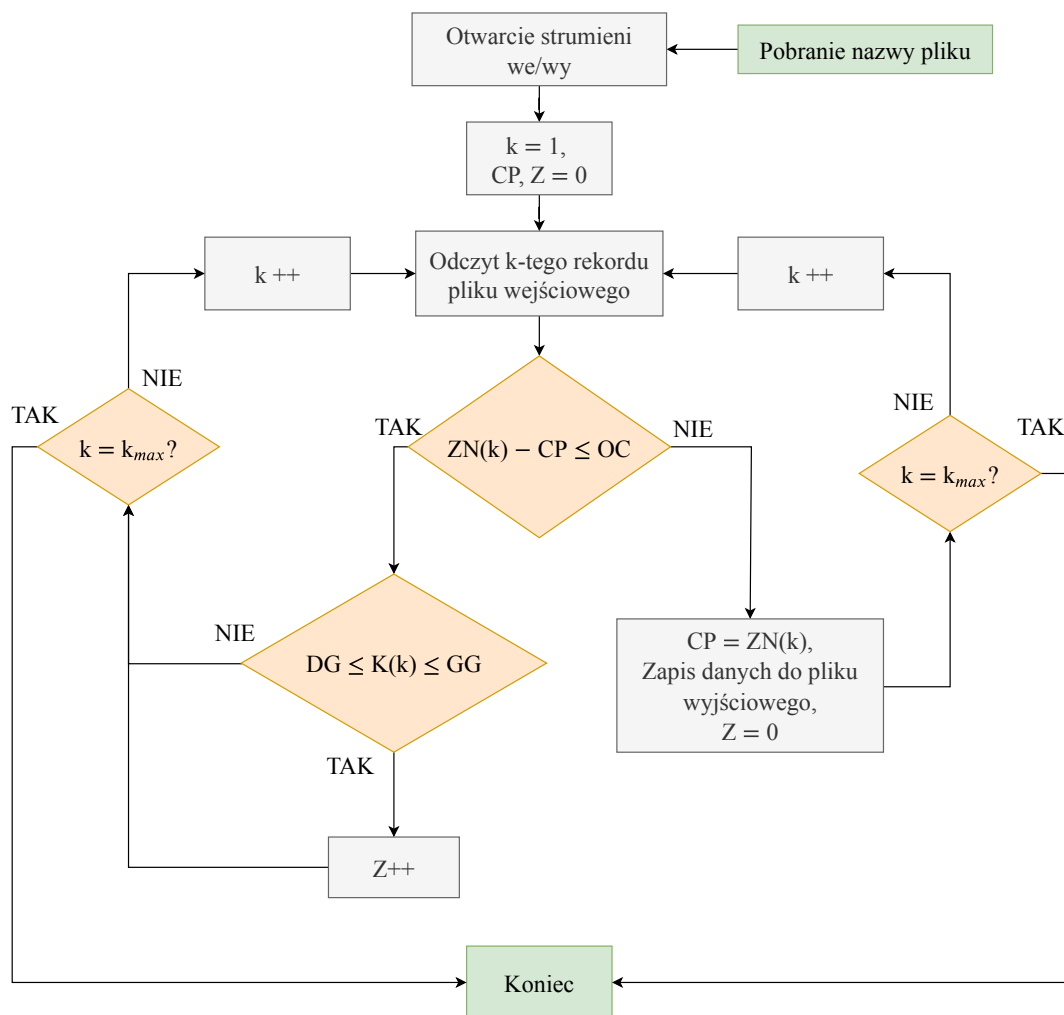 Otwarcie strumieni
we/wy
Pobranie nazwy pliku
k = 1,
CP, Z = 0
k ++
Odczyt k-tego rekordu
pliku wejściowego
k ++
NIE
TAK
k = kmax?
TAK
ZN(k) − CP ≤ OC
NIE
NIE
TAK
k = kmax?
NIE
DG ≤ K(k) ≤ GG
TAK
CP = ZN(k),
Zapis danych do pliku
wyjściowego,
Z = 0
Z++
Koniec